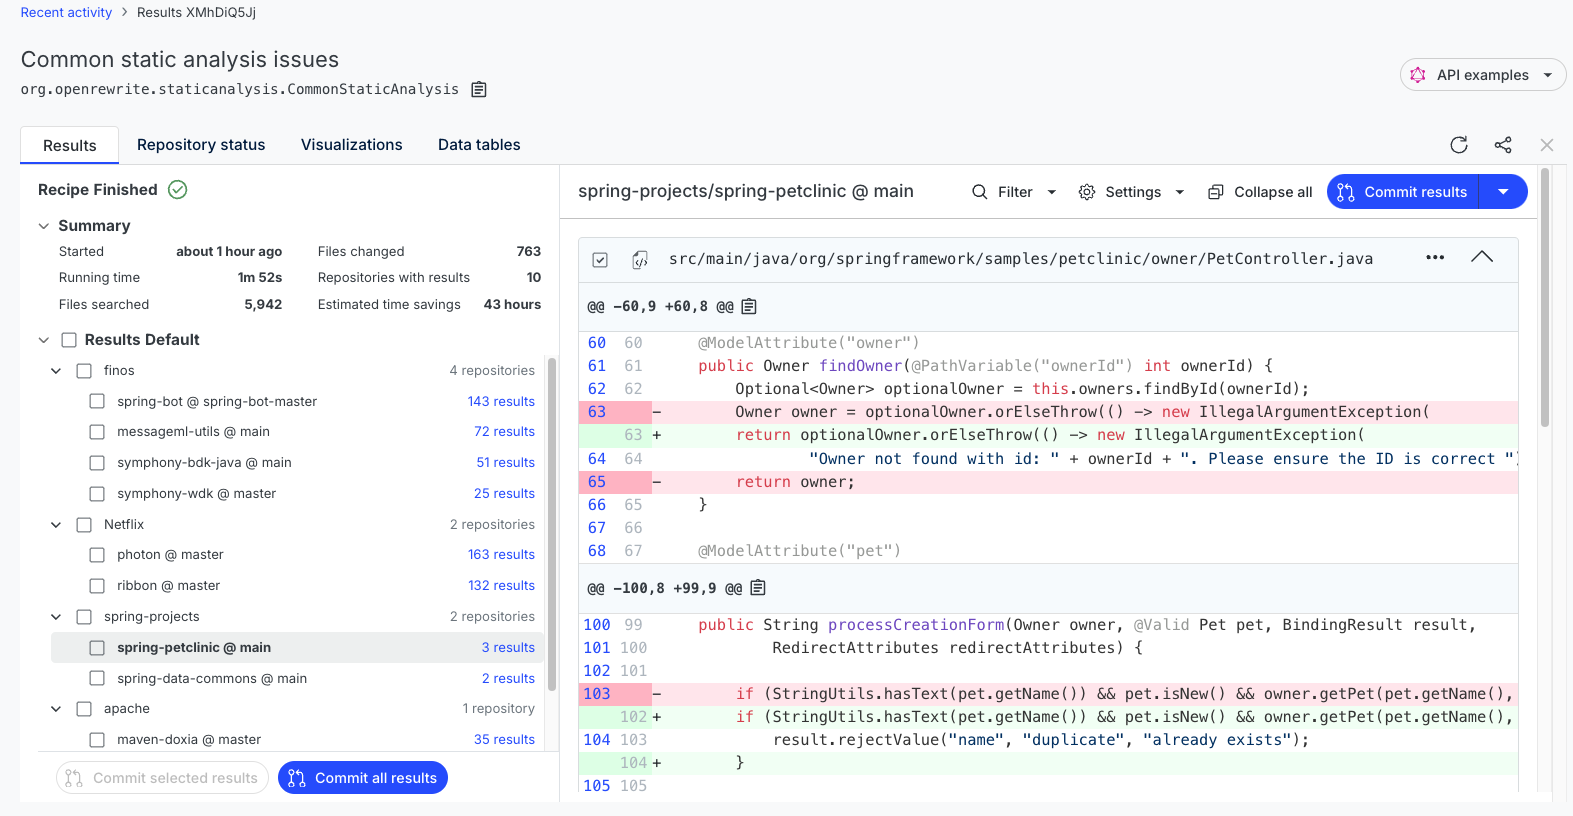 Recent activity > Results XMhDiQ5Jj
Common static analysis issues
org.openrewrite.staticanalysis.CommonStaticAnalysis
API examples
Results Repository status Visualizations Data tables
Recipe Finished
Summary
Started about 1 hour ago Files changed 763
Running time 1m 52s Repositories with results 10
Files searched 5,942 Estimated time savings 43 hours
Results Default
finos 4 repositories
spring-bot @ spring-bot-master 143 results
messageml-utils @ main 72 results
symphony-bdk-java @ main 51 results
symphony-wdk @ master 25 results
Netflix 2 repositories
photon @ master 163 results
ribbon @ master 132 results
spring-projects 2 repositories
spring-petclinic @ main 3 results
spring-data-commons @ main 2 results
apache 1 repository
maven-doxia @ master 35 results
Commit selected results Commit all results
spring-projects/spring-petclinic @ main Filter Settings Collapse all Commit results
src/main/java/org/springframework/samples/petclinic/owner/PetController.java
@@ -60,9 +60,8 @@
60 60 @ModelAttribute("owner")
61 61 public Owner findOwner(@PathVariable("ownerId") int ownerId) {
62 62 Optional<Owner> optionalOwner = this.owners.findById(ownerId);
63 - Owner owner = optionalOwner.orElseThrow(() -> new IllegalArgumentException(
63 + return optionalOwner.orElseThrow(() -> new IllegalArgumentException(
64 64 "Owner not found with id: " + ownerId + ". Please ensure the ID is correct "
65 - return owner;
66 65 }
67 66
68 67 @ModelAttribute("pet")
@@ -100,8 +99,9 @@
100 99 public String processCreationForm(Owner owner, @Valid Pet pet, BindingResult result,
101 100 RedirectAttributes redirectAttributes) {
102 101
103 - if (StringUtils.hasText(pet.getName()) && pet.isNew() && owner.getPet(pet.getName(),
102 + if (StringUtils.hasText(pet.getName()) && pet.isNew() && owner.getPet(pet.getName(),
104 103 result.rejectValue("name", "duplicate", "already exists");
104 + }
105 105